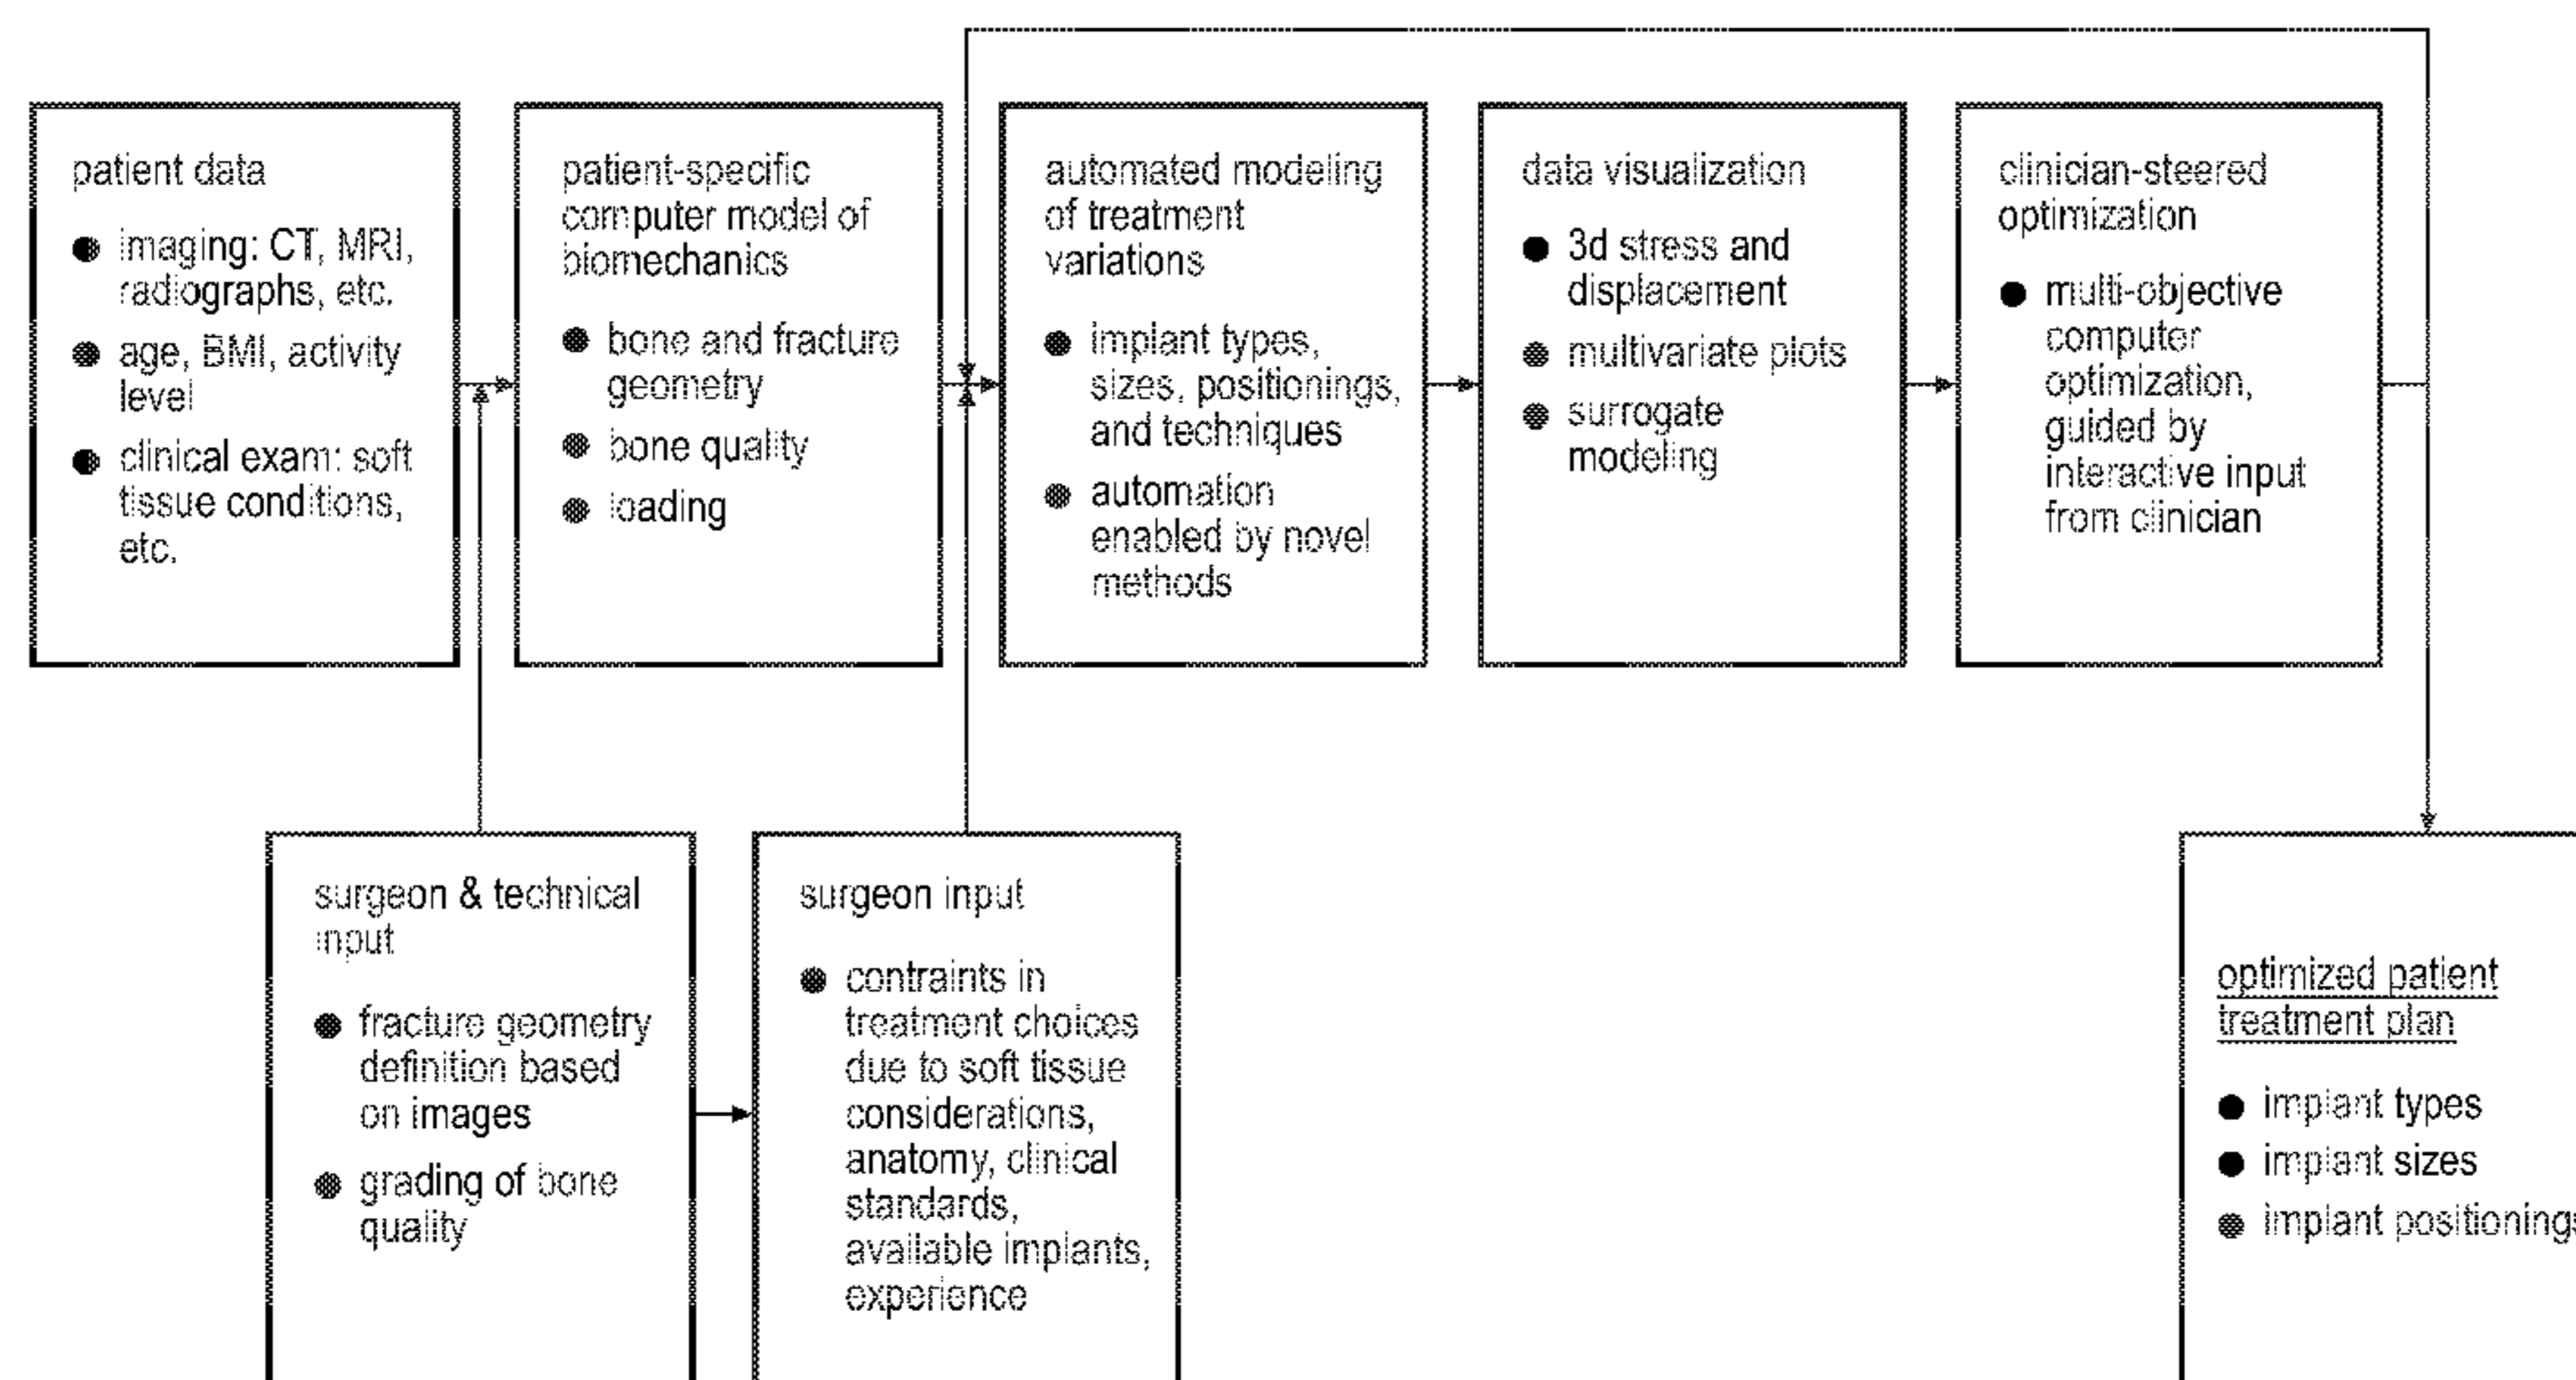 patient data
● imaging: CT, MRI,
radiographs, etc.
● age, BMI, activity
level
● clinical exam: soft
tissue conditions,
etc.
patient-specific
computer model of
biomechanics
● bone and fracture
geometry
● bone quality
● loading
automated modeling
of treatment
variations
● implant types,
sizes, positionings,
and techniques
● automation
enabled by novel
methods
data visualization
● 3d stress and
displacement
● multivariate plots
● surrogate
modeling
clinician-steered
optimization
● multi-objective
computer
optimization,
guided by
interactive input
from clinician
surgeon & technical
input
● fracture geometry
definition based
on images
● grading of bone
quality
surgeon input
● contraints in
treatment choices
due to soft tissue
considerations,
anatomy, clinical
standards,
available implants,
experience
optimized patient
treatment plan
● implant types
● implant sizes
● implant positionings